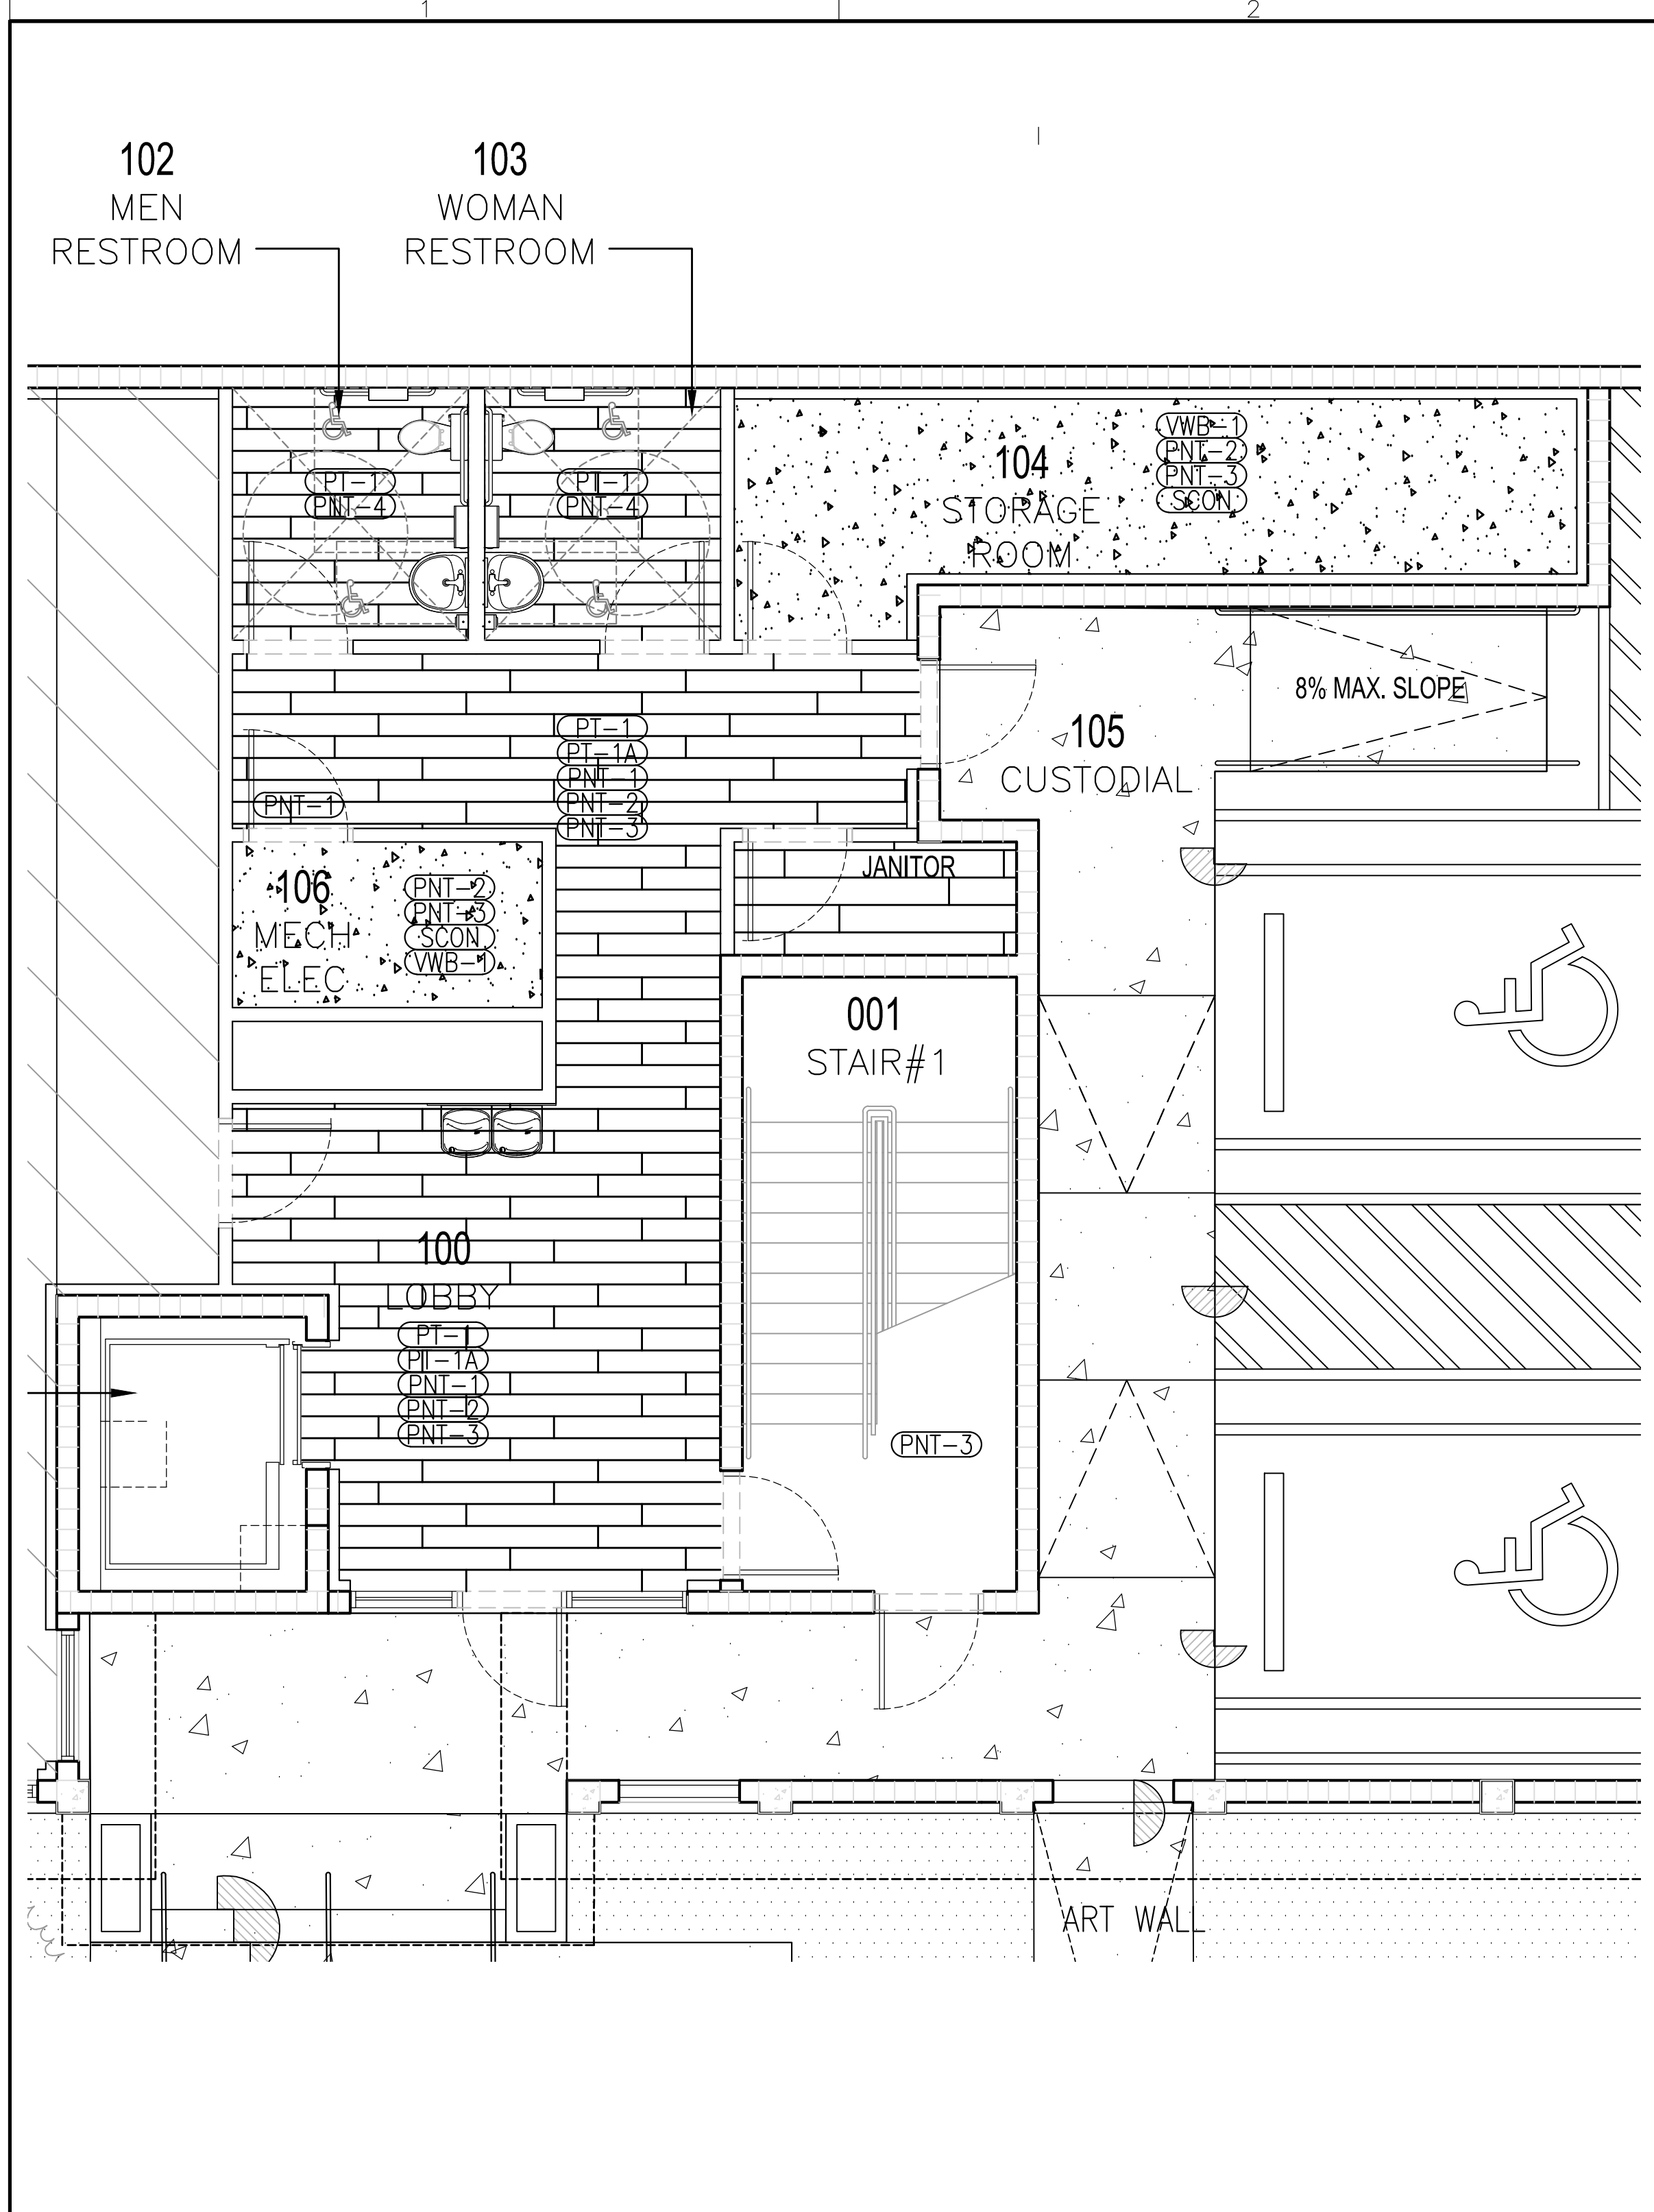 1
2
102
MEN
RESTROOM
103
WOMAN
RESTROOM
PT-1
PNT-4
PT-1
PNT-4
104
STORAGE
ROOM
VWB-1
PNT-2
PNT-3
SCON
8% MAX. SLOPE
105
CUSTODIAL
PT-1
PT-1A
PNT-1
PNT-2
PNT-3
PNT-1
JANITOR
106
MECH
ELEC
PNT-2
PNT-3
SCON
VWB-1
001
STAIR#1
100
LOBBY
PT-1
PT-1A
PNT-1
PNT-2
PNT-3
PNT-3
ART WALL